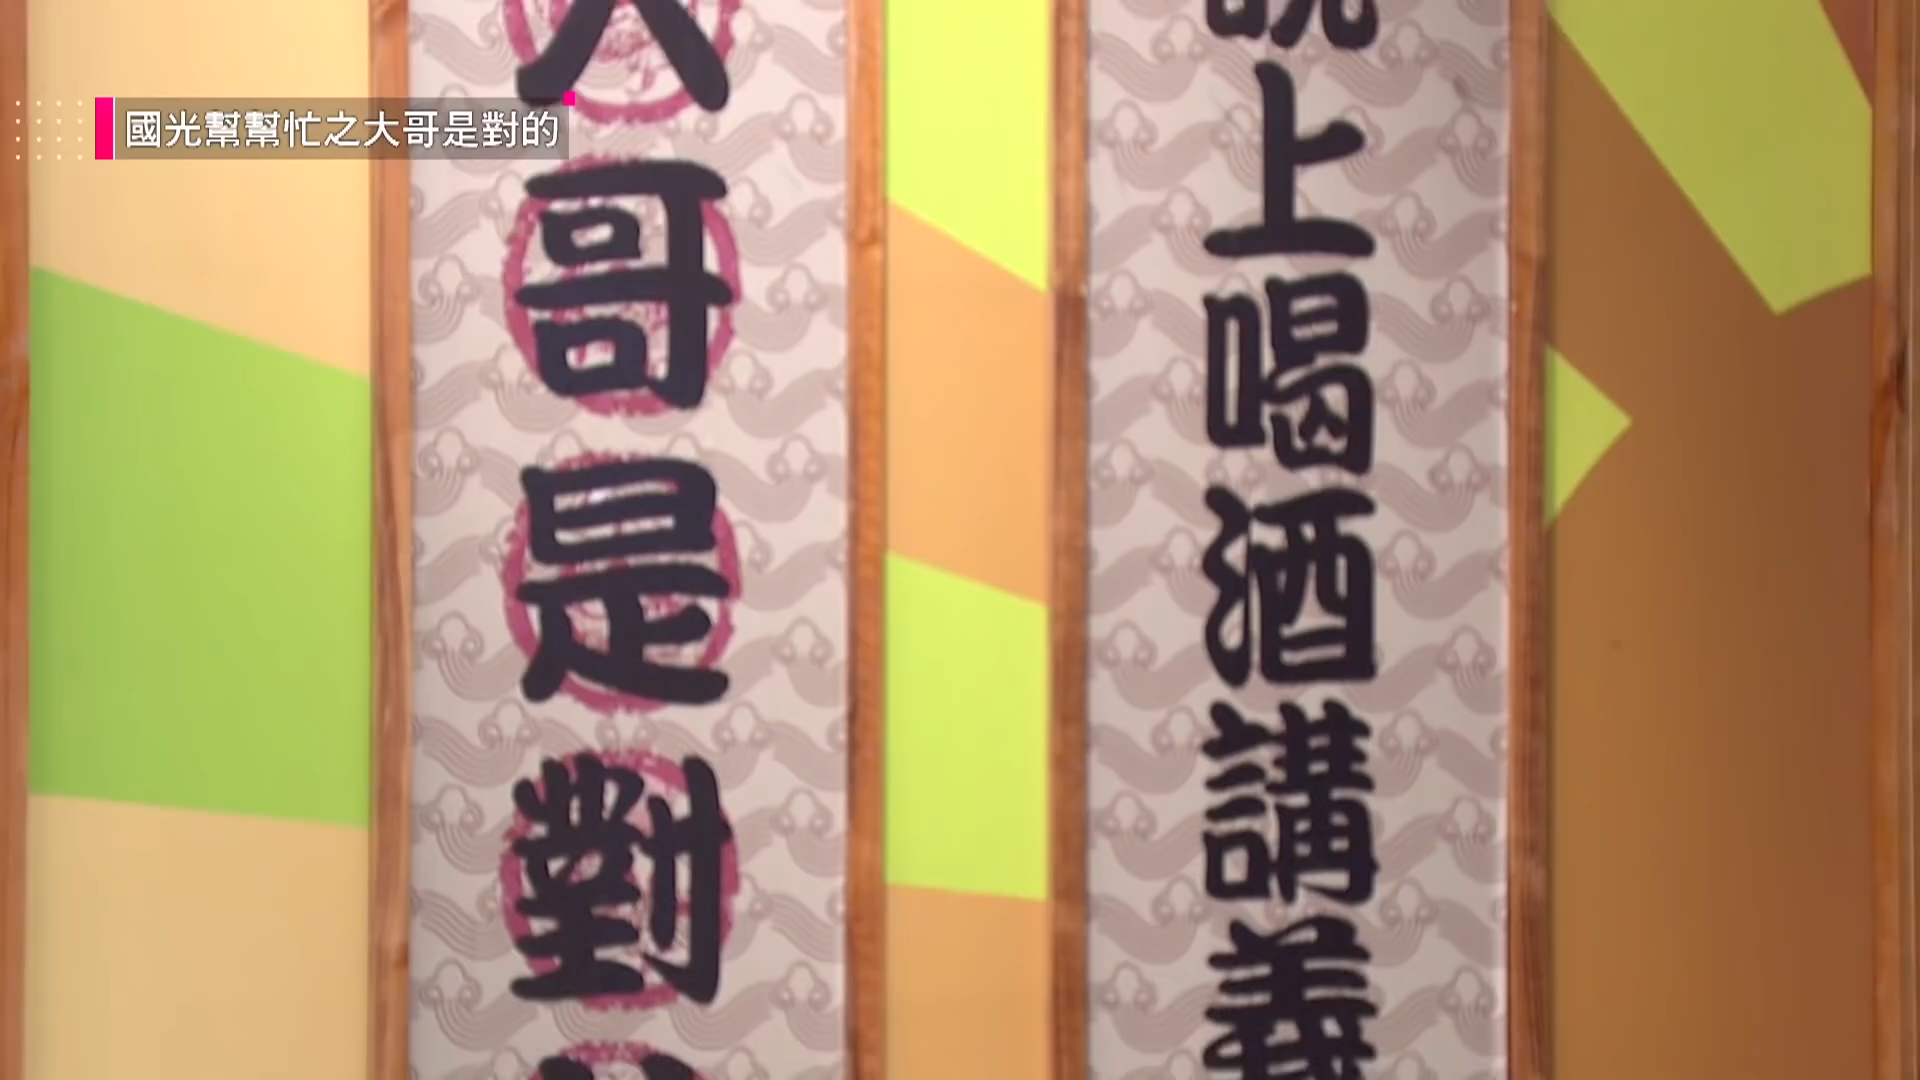 國光幫幫忙之大哥是對的
大哥是對
上喝酒講義